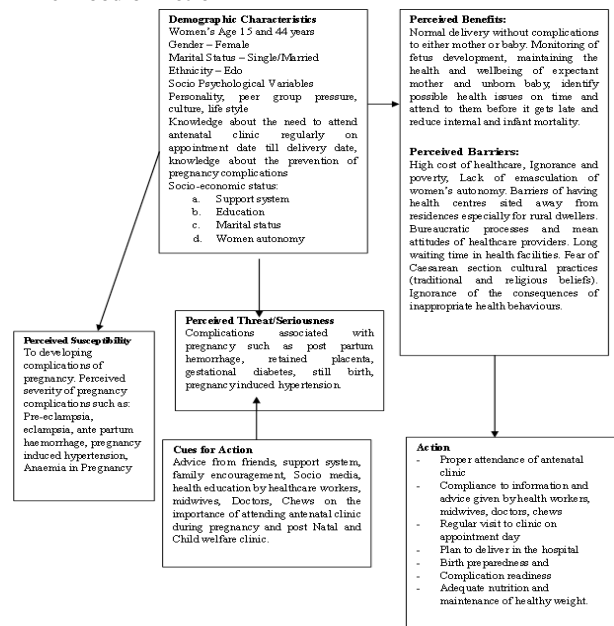 Demographic Characteristics
Women's Age 15 and 44 years
Gender – Female
Marital Status – Single/Married
Ethnicity – Edo
Socio Psychological Variables
Personality, peer group pressure,
culture, life style
Knowledge about the need to attend
antenatal clinic regularly on
appointment date till delivery date,
knowledge about the prevention of
pregnancy complications
Socio-economic status:
a. Support system
b. Education
c. Marital status
d. Women autonomy
Perceived Benefits:
Normal delivery without complications
to either mother or baby. Monitoring of
fetus development, maintaining the
health and wellbeing of expectant
mother and unborn baby, identify
possible health issues on time and
attend to them before it gets late and
reduce internal and infant mortality.
Perceived Barriers:
High cost of healthcare, Ignorance and
poverty, Lack of emasculation of
women's autonomy. Barriers of having
health centres sited away from
residences especially for rural dwellers.
Bureaucratic processes and mean
attitudes of healthcare providers. Long
waiting time in health facilities. Fear of
Caesarean section cultural practices
(traditional and religious beliefs).
Ignorance of the consequences of
inappropriate health behaviours.
Perceived Susceptibility
To developing
complications of
pregnancy. Perceived
severity of pregnancy
complications such as:
Pre-eclampsia,
eclampsia, ante partum
haemorrhage, pregnancy
induced hypertension,
Anaemia in Pregnancy
Perceived Threat/Seriousness
Complications associated with
pregnancy such as post partum
hemorrhage, retained placenta,
gestational diabetes, still birth,
pregnancy induced hypertension.
Cues for Action
Advice from friends, support system,
family encouragement, Socio media,
health education by healthcare workers,
midwives, Doctors, Chews on the
importance of attending antenatal clinic
during pregnancy and post Natal and
Child welfare clinic.
Action
- Proper attendance of antenatal
clinic
- Compliance to information and
advice given by health workers,
midwives, doctors, chews
- Regular visit to clinic on
appointment day
- Plan to deliver in the hospital
- Birth preparedness and
- Complication readiness
- Adequate nutrition and
maintenance of healthy weight.